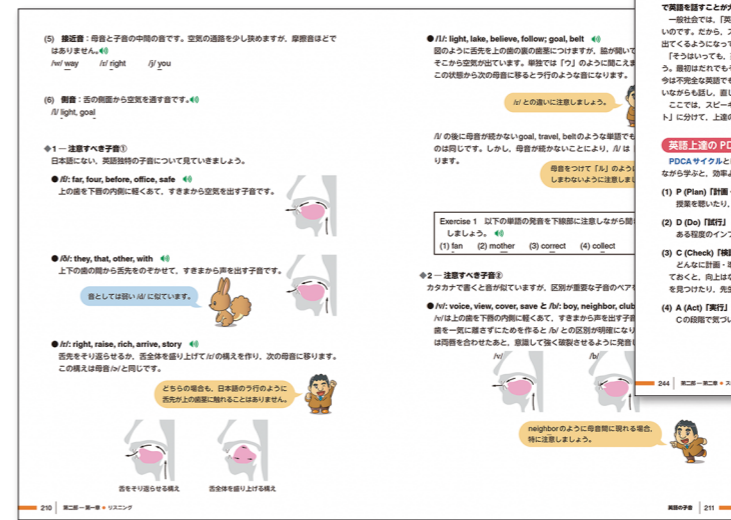 (5) 接近音：母音と子音の中間の音です。空気の通路を少し狭めますが、摩擦音ほどで
はありません。
/w/ way /r/ right /j/ you
(6) 側音：舌の側面から空気を通す音です。
/l/ light, goal
◆1 ― 注意すべき子音①
日本語にない、英語独特の子音について見ていきましょう。
●/f/: far, four, before, office, safe
上の歯を下唇の内側に軽くあて、すきまから空気を出す子音です。
●/ð/: they, that, other, with
上下の歯の間から舌先をのぞかせて、すきまから声を出す子音です。
音としては弱い /d/ に似ています。
●/r/: right, raise, rich, arrive, story
舌先をそり返らせるか、舌全体を盛り上げて /r/ の構えを作り、次の母音に移ります。
この構えは母音 /ɚ/ と同じです。
どちらの場合も、日本語のラ行のように
舌先が上の歯茎に触れることはありません。
舌をそり返らせる構え
舌全体を盛り上げる構え
210 第二部―第一章 ● リスニング
●/l/: light, lake, believe, follow; goal, belt
図のように舌先を上の歯の裏の歯茎につけますが、脇が開いて
そこから空気が出ています。単独では「ウ」のように聞こえま
この状態から次の母音に移るとラ行のような音になります。
/r/ との違いに注意しましょう。
/l/ の後に母音が続かない goal, travel, belt のような単語でも
のは同じです。しかし、母音が続かないことにより、/l/ は
ります。
母音をつけて「ル」のように
しまわないように注意しまし
Exercise 1 以下の単語の発音を下線部に注意しながら聞
しましょう。
(1) fan (2) mother (3) correct (4) collect
◆2 ― 注意すべき子音②
カタカナで書くと音が似ていますが、区別が重要な子音のペアを
●/v/: voice, view, cover, save と /b/: boy, neighbor, club
/v/ は上の歯を下唇の内側に軽くあて、すきまから声を出す子音
歯を一気に離さずにためを作ると /b/ との区別が明確になり
は両唇を合わせたあと、意識して強く破裂させるように発音し
/v/ /b/
neighbor のように母音間に現れる場合、
特に注意しましょう。
英語の子音 211
で英語を話すことが大
一般社会では、「英
いのです。だから、ス
出てくるようになって
「そうはいっても、
う。最初はだれでもそ
今は不完全な英語でも
いながらも話し、直し
ここでは、スピーキ
ト」に分けて、上達の
英語上達の PD
PDCAサイクルと
ながら学ぶと、効率よ
(1) P (Plan)「計画・
授業を聴いたり、
(2) D (Do)「試行」
ある程度のインプ
(3) C (Check)「検
どんなに計画・
ておくと、向上は
を見つけたり、先生
(4) A (Act)「実行」
Cの段階で気づい
244 第二部―第二章 ● ス